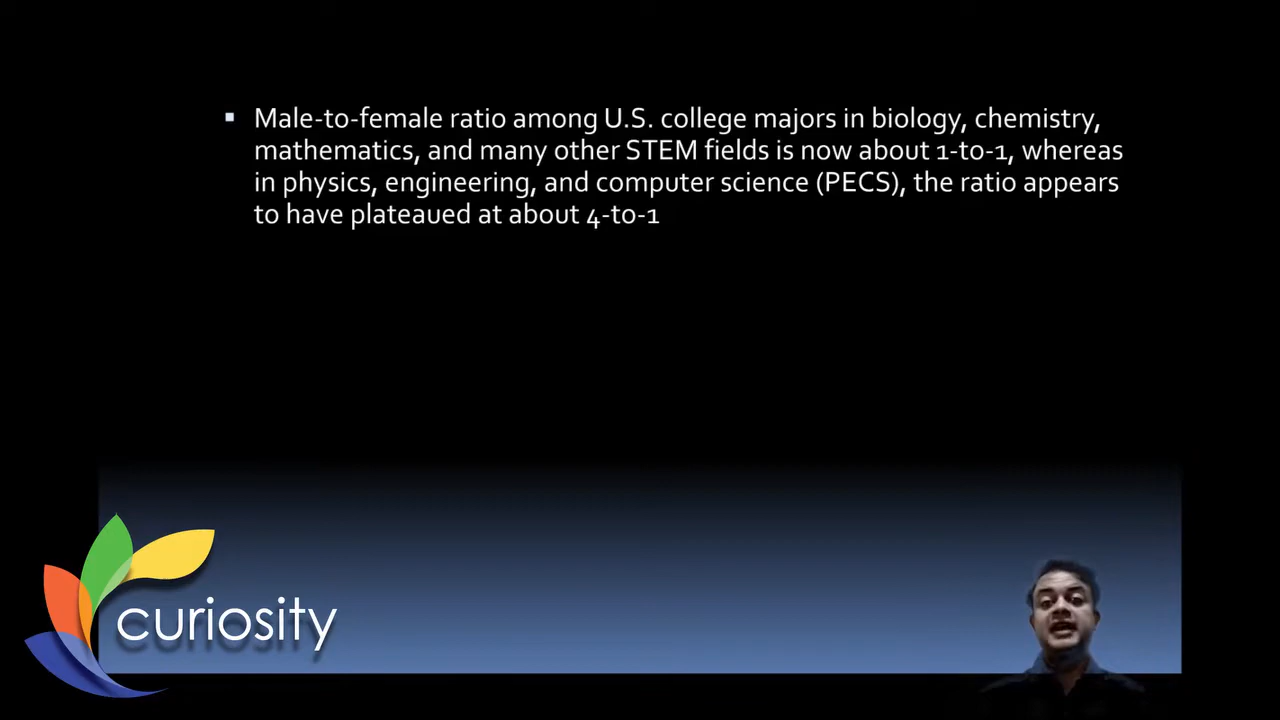 Male-to-female ratio among U.S. college majors in biology, chemistry,
mathematics, and many other STEM fields is now about 1-to-1, whereas
in physics, engineering, and computer science (PECS), the ratio appears
to have plateaued at about 4-to-1
curiosity